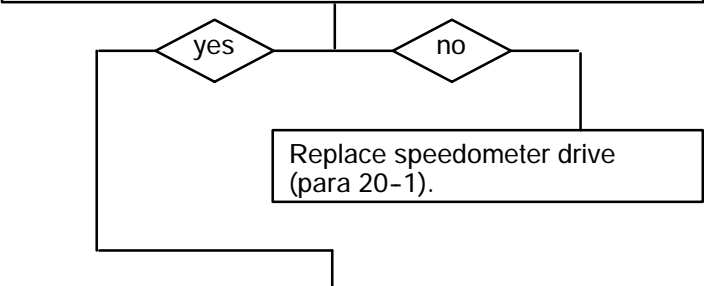 yes
no
Replace speedometer drive
(para 20-1).